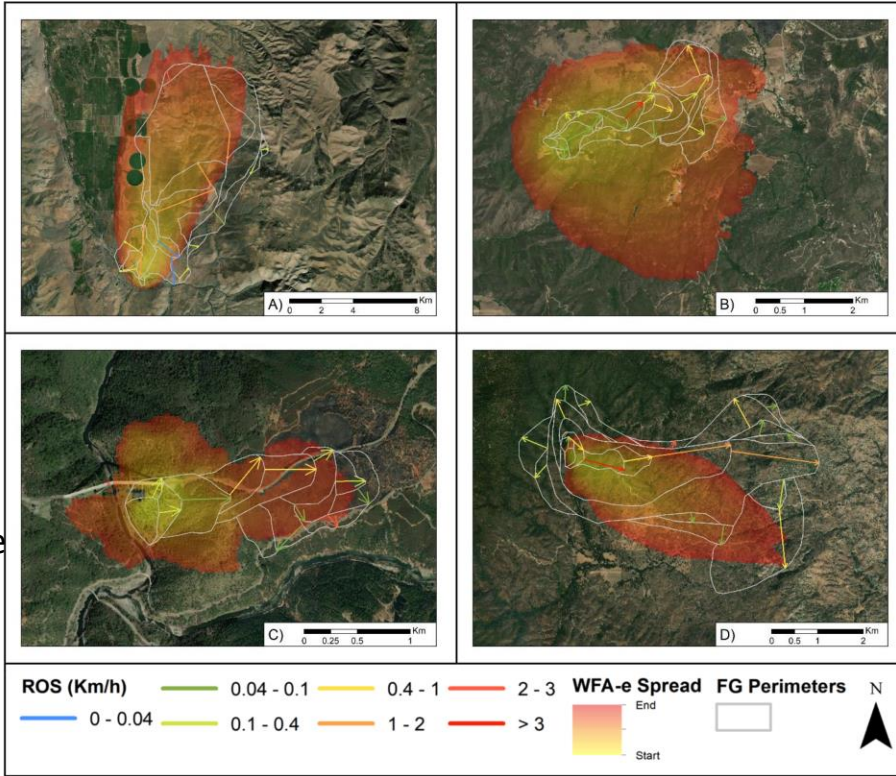 A)
Km
0 2 4 8
B)
Km
0 0.5 1 2
C)
Km
0 0.25 0.5 1
D)
Km
0 0.5 1 2
e
ROS (Km/h)
0 - 0.04
0.04 - 0.1
0.1 - 0.4
0.4 - 1
1 - 2
2 - 3
> 3
WFA-e Spread
End
Start
FG Perimeters
N